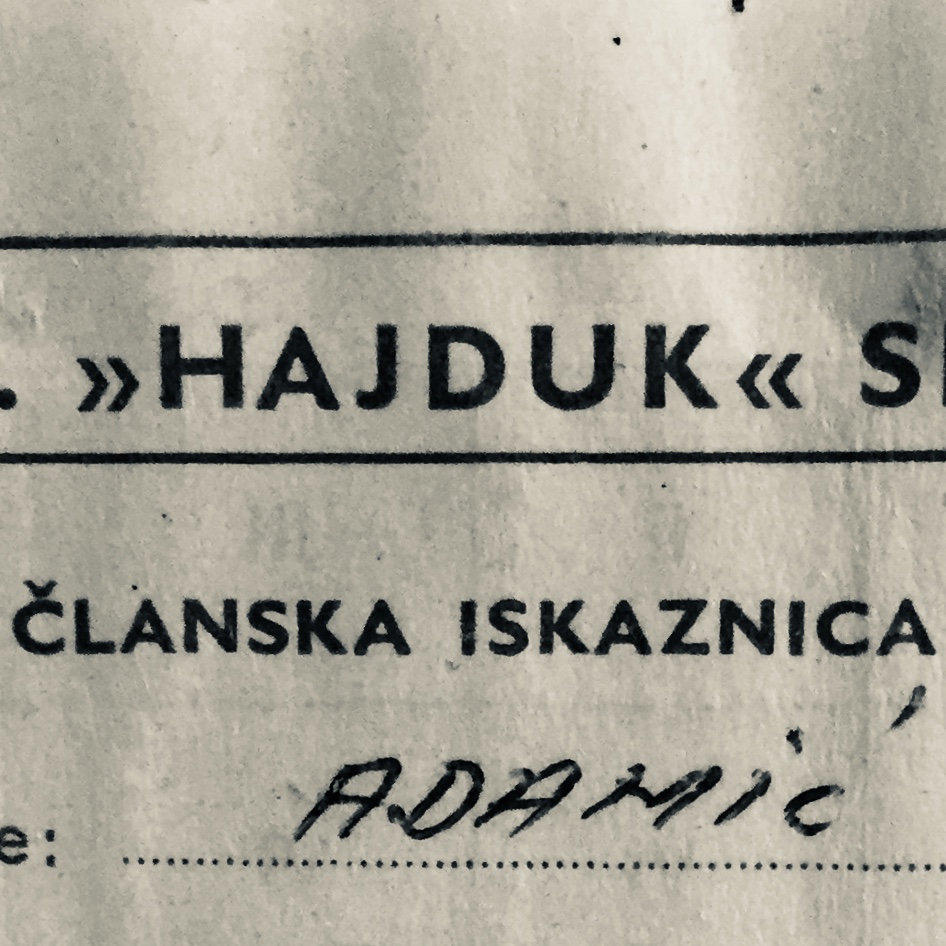 . »HAJDUK« S
ČLANSKA ISKAZNICA
e: ADAMIć